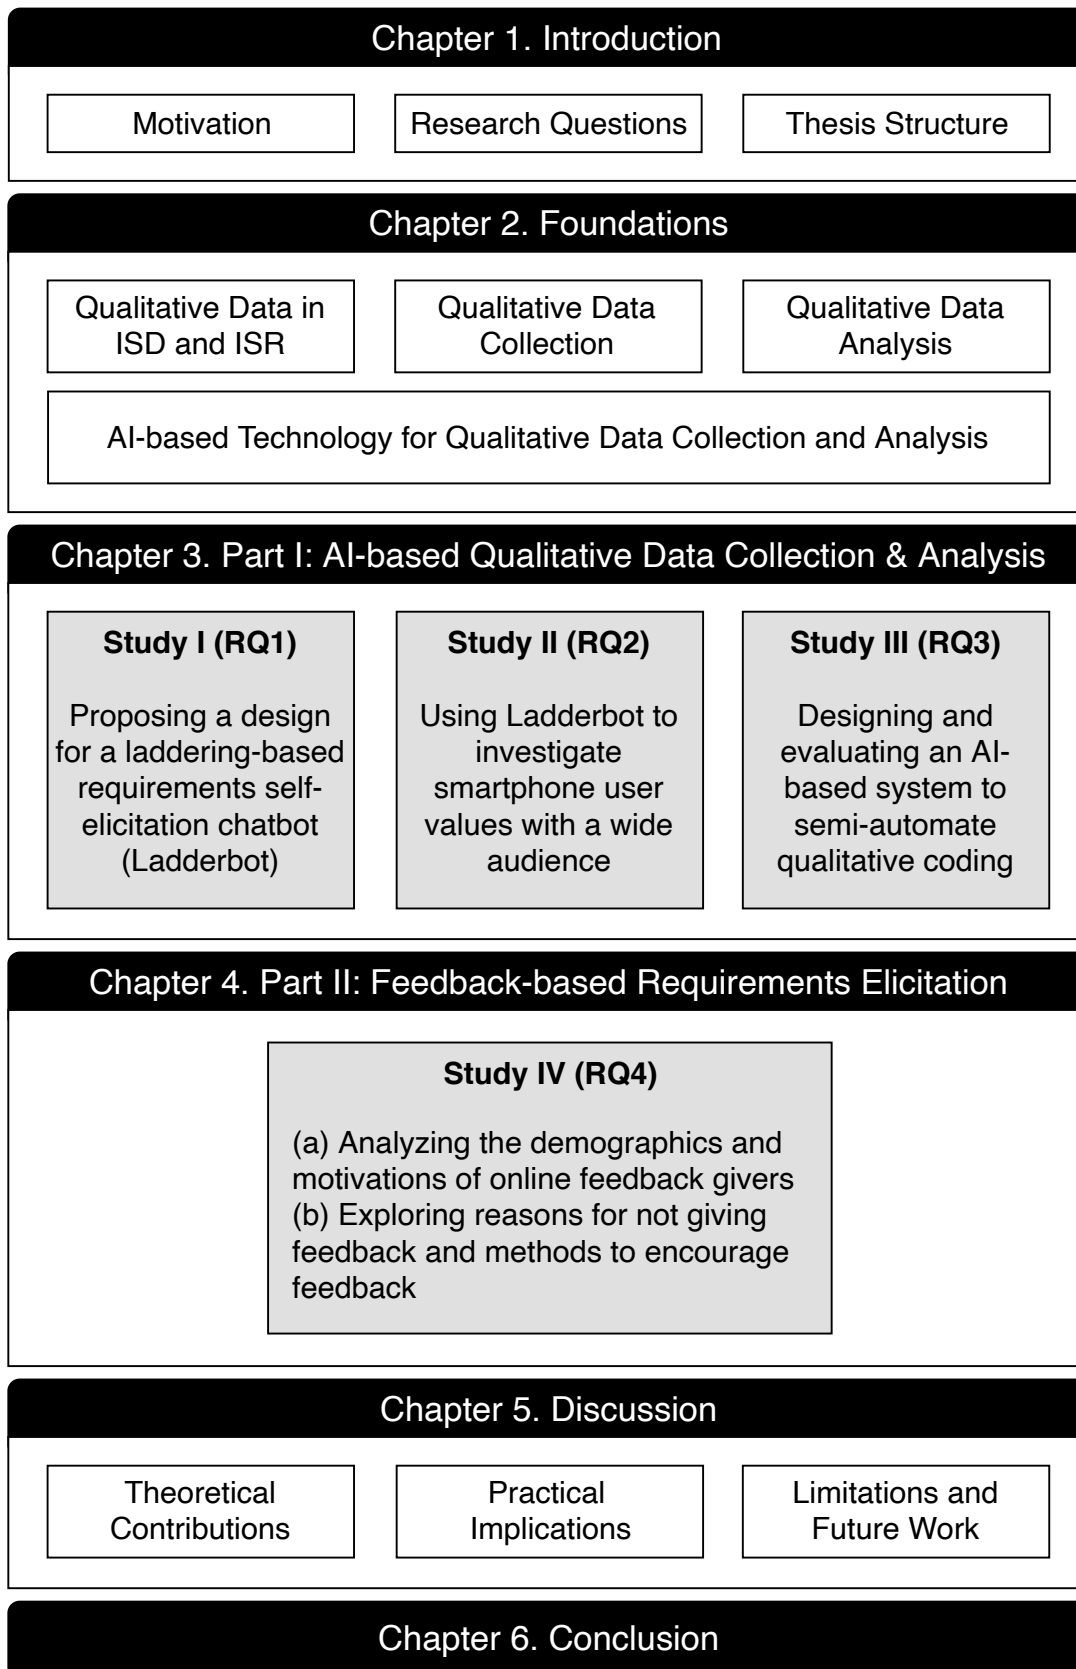 Chapter 1. Introduction
Motivation
Research Questions
Thesis Structure
Chapter 2. Foundations
Qualitative Data in
ISD and ISR
Qualitative Data
Collection
Qualitative Data
Analysis
AI-based Technology for Qualitative Data Collection and Analysis
Chapter 3. Part I: AI-based Qualitative Data Collection & Analysis
Study I (RQ1)
Proposing a design
for a laddering-based
requirements self-
elicitation chatbot
(Ladderbot)
Study II (RQ2)
Using Ladderbot to
investigate
smartphone user
values with a wide
audience
Study III (RQ3)
Designing and
evaluating an AI-
based system to
semi-automate
qualitative coding
Chapter 4. Part II: Feedback-based Requirements Elicitation
Study IV (RQ4)
(a) Analyzing the demographics and
motivations of online feedback givers
(b) Exploring reasons for not giving
feedback and methods to encourage
feedback
Chapter 5. Discussion
Theoretical
Contributions
Practical
Implications
Limitations and
Future Work
Chapter 6. Conclusion